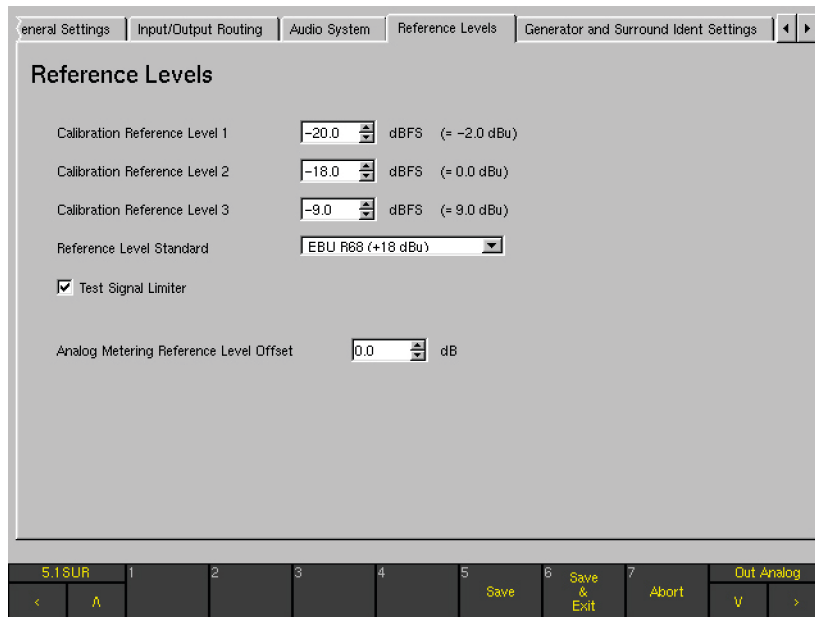 eneral Settings Input/Output Routing Audio System Reference Levels Generator and Surround Ident Settings
Reference Levels
Calibration Reference Level 1 -20.0 dBFS (= -2.0 dBu)
Calibration Reference Level 2 -18.0 dBFS (= 0.0 dBu)
Calibration Reference Level 3 -9.0 dBFS (= 9.0 dBu)
Reference Level Standard EBU R68 (+18 dBu)
Test Signal Limiter
Analog Metering Reference Level Offset 0.0 dB
5.1SUR 1 2 3 4 5 6 7 Out Analog
< Λ Save Save & Exit Abort V >